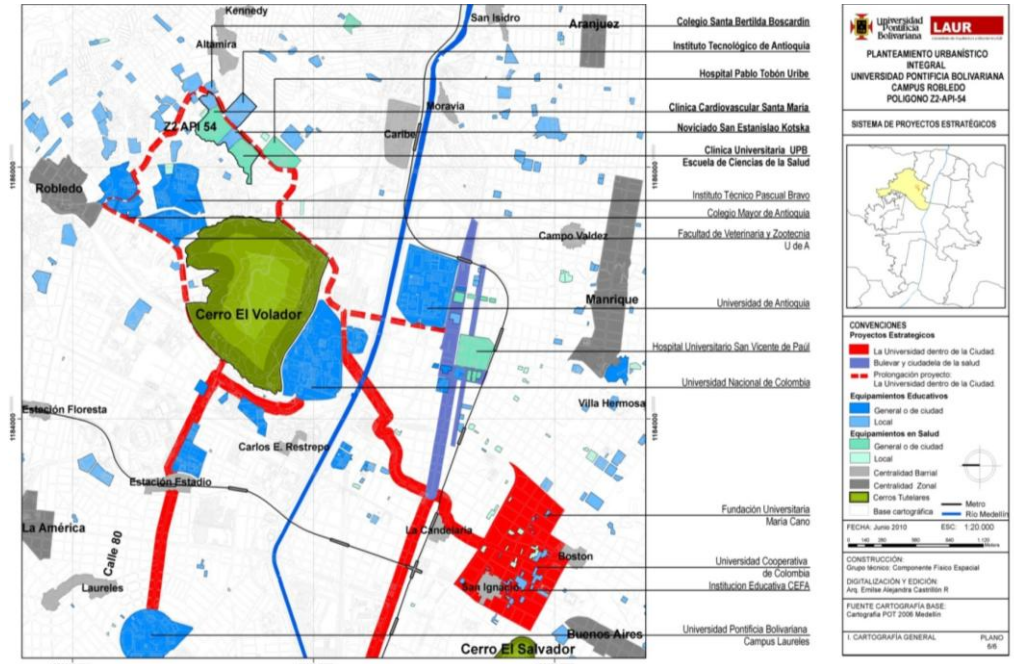 Kennedy
San Isidro
Aranjuez
Altamira
Moravia
Z2 API 54
Caribe
Robledo
Campo Valdez
Manrique
Cerro El Volador
Villa Hermosa
Estación Floresta
Carlos E. Restrepo
Estación Estadio
La América
Calle 80
La Candelaria
Boston
San Ignacio
Laureles
Buenos Aires
Cerro El Salvador
1186000
1184000
1186000
1184000
Colegio Santa Bertilda Boscardin
Instituto Tecnológico de Antioquia
Hospital Pablo Tobón Uribe
Clínica Cardiovascular Santa Maria
Noviciado San Estanislao Kotska
Clinica Universitaria UPB
Escuela de Ciencias de la Salud
Instituto Técnico Pascual Bravo
Colegio Mayor de Antioquia
Facultad de Veterinaria y Zootecnia
U de A
Universidad de Antioquia
Hospital Universitario San Vicente de Paúl
Universidad Nacional de Colombia
Fundación Universitaria
Maria Cano
Universidad Cooperativa
de Colombia
Institucion Educativa CEFA
Universidad Pontificia Bolivariana
Campus Laureles
Universidad
Pontificia
Bolivariana
LAUR
PLANTEAMIENTO URBANÍSTICO
INTEGRAL
UNIVERSIDAD PONTIFICIA BOLIVARIANA
CAMPUS ROBLEDO
POLIGONO Z2-API-54
SISTEMA DE PROYECTOS ESTRATÉGICOS
CONVENCIONES
Proyectos Estrategicos
La Universidad dentro de la Ciudad.
Bulevar y ciudadela de la salud
Prolongación proyecto:
La Universidad dentro de la Ciudad.
Equipamientos Educativos
General o de ciudad
Local
Equipamientos en Salud
General o de ciudad
Local
Centralidad Barrial
Centralidad Zonal
Cerros Tutelares
Base cartográfica
Metro
Río Medellín
FECHA: Junio 2010 ESC: 1:20.000
CONSTRUCCIÓN:
Grupo técnico: Componente Físico Espacial
DIGITALIZACIÓN Y EDICIÓN:
Arq. Emilse Alejandra Castrillón R
FUENTE CARTOGRAFÍA BASE:
Cartografía POT 2006 Medellín
I. CARTOGRAFÍA GENERAL PLANO
6/6